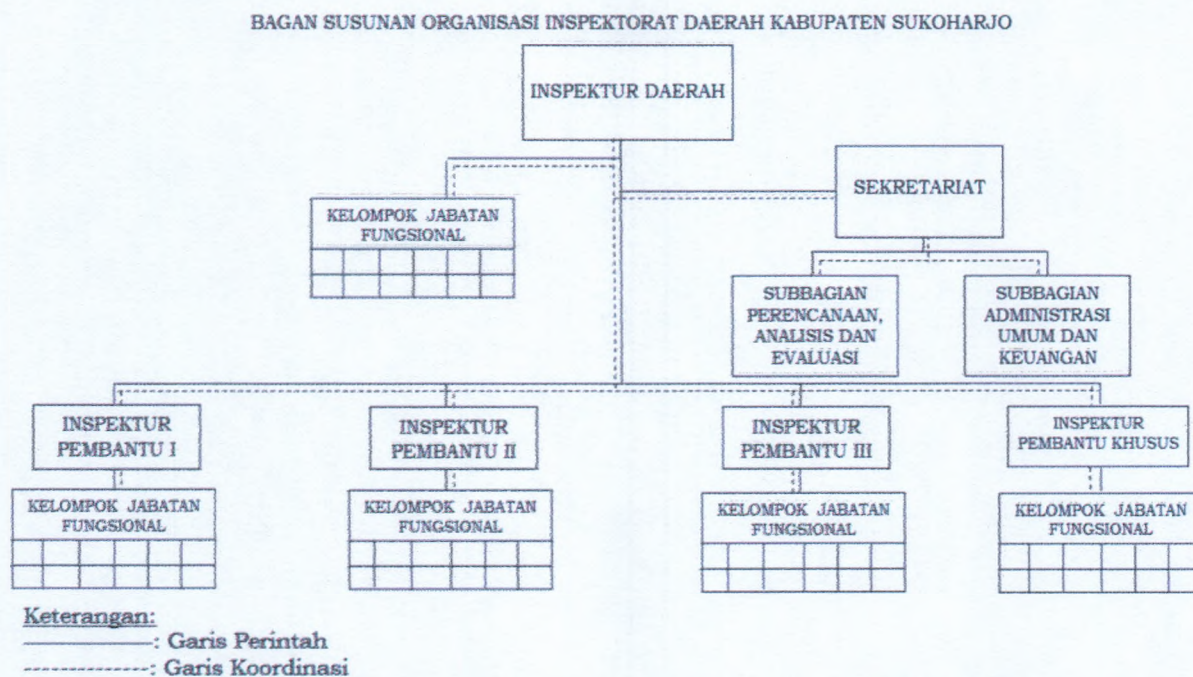 BAGAN SUSUNAN ORGANISASI INSPEKTORAT DAERAH KABUPATEN SUKOHARJO
INSPEKTUR DAERAH
SEKRETARIAT
KELOMPOK JABATAN
FUNGSIONAL
SUBBAGIAN
PERENCANAAN,
ANALISIS DAN
EVALUASI
SUBBAGIAN
ADMINISTRASI
UMUM DAN
KEUANGAN
INSPEKTUR
PEMBANTU I
INSPEKTUR
PEMBANTU II
INSPEKTUR
PEMBANTU III
INSPEKTUR
PEMBANTU KHUSUS
KELOMPOK JABATAN
FUNGSIONAL
KELOMPOK JABATAN
FUNGSIONAL
KELOMPOK JABATAN
FUNGSIONAL
KELOMPOK JABATAN
FUNGSIONAL
Keterangan:
: Garis Perintah
: Garis Koordinasi